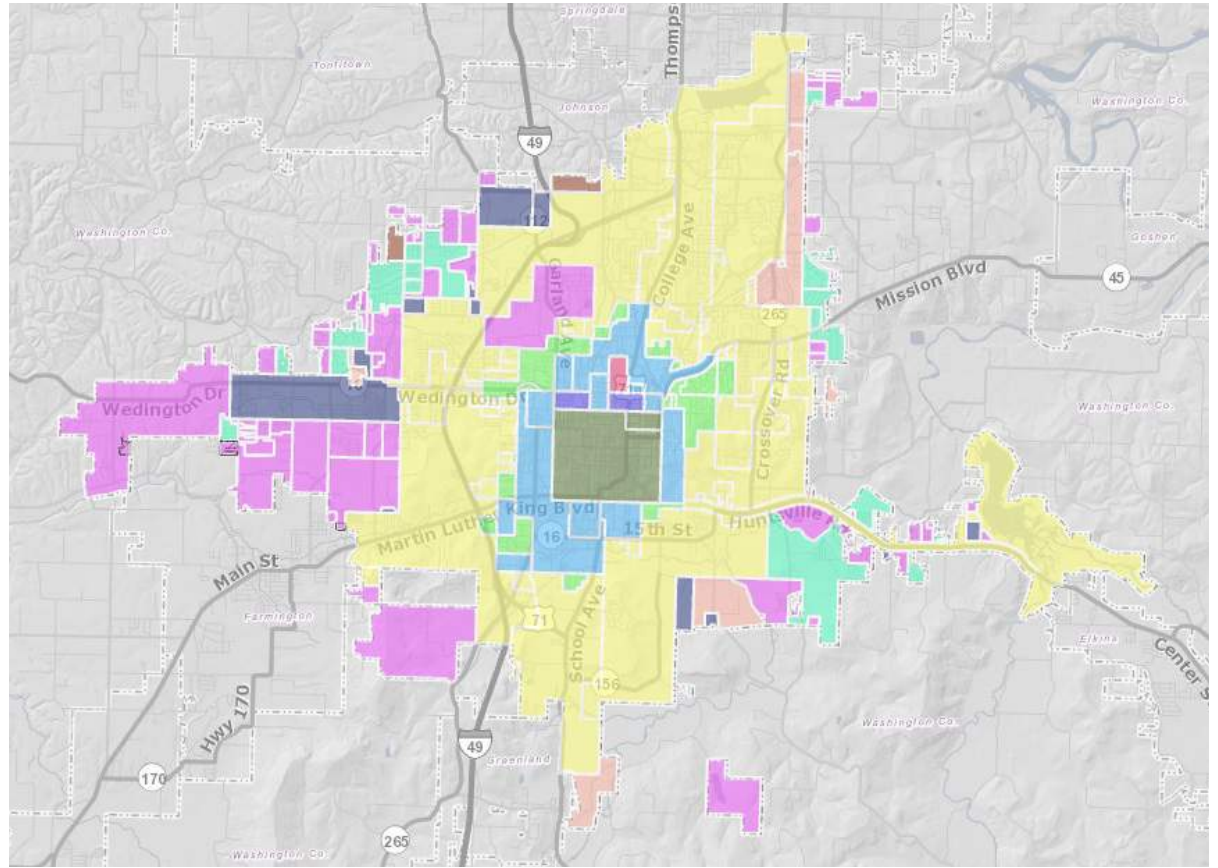 Springdale
Thomps
Tontitown
Washington Co.
Johnson
49
112
Washington Co.
Goshen
45
Mission Blvd
College Ave
Garland Ave
265
71
Wedington Dr
Wedington Dr
Crossover Rd
Washington Co.
King Blvd
Martin Luther
16
15th St
Huntsville
Main St
Farmington
71
School Ave
Elkins
Center S
156
Hwy 170
Washington Co.
49
Greenland
170
265
Washington Co.